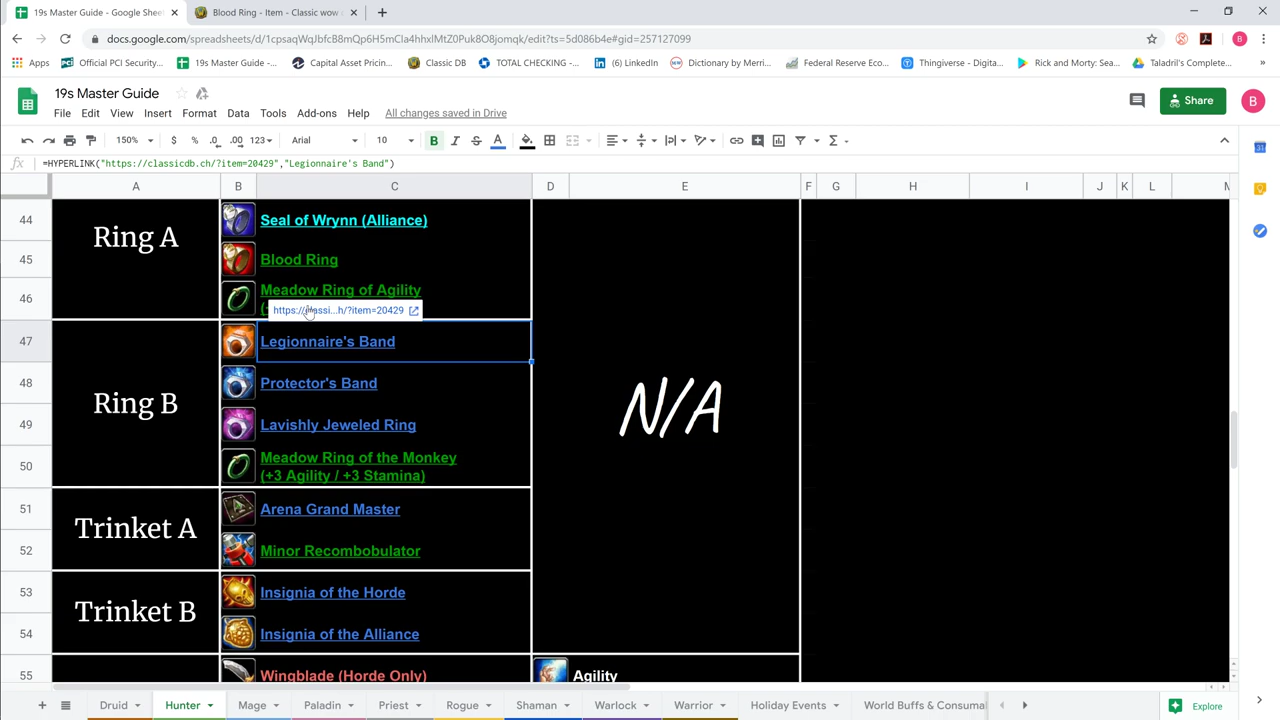 19s Master Guide - Google Shee
Blood Ring - Item - Classic wow
docs.google.com/spreadsheets/d/1cpsaqWqJbfcB8mQp6H5mCIa4hhxlMtZ0Puk8O8jomqk/edit?ts=5d086b4e#gid=257127099
Apps
Official PCI Security...
19s Master Guide -...
Capital Asset Pricin...
Classic DB
TOTAL CHECKING -...
(6) LinkedIn
Dictionary by Merri...
Federal Reserve Eco...
Thingiverse - Digita...
Rick and Morty: Sea...
Taladril's Complete...
19s Master Guide
File Edit View Insert Format Data Tools Add-ons Help All changes saved in Drive
Share
B
150% $ % .0 .00 123 Arial 10 B I S A
fx =HYPERLINK("https://classicdb.ch/?item=20429","Legionnaire's Band")
A B C D E F G H I J K L M
44 Ring A Seal of Wrynn (Alliance)
45 Blood Ring
46 Meadow Ring of Agility
https://classi...h/?item=20429
47 Legionnaire's Band
48 Ring B Protector's Band
N/A
49 Lavishly Jeweled Ring
50 Meadow Ring of the Monkey
(+3 Agility / +3 Stamina)
51 Trinket A Arena Grand Master
52 Minor Recombobulator
53 Trinket B Insignia of the Horde
54 Insignia of the Alliance
55 Wingblade (Horde Only) Agility
Druid Hunter Mage Paladin Priest Rogue Shaman Warlock Warrior Holiday Events World Buffs & Consuma
Explore